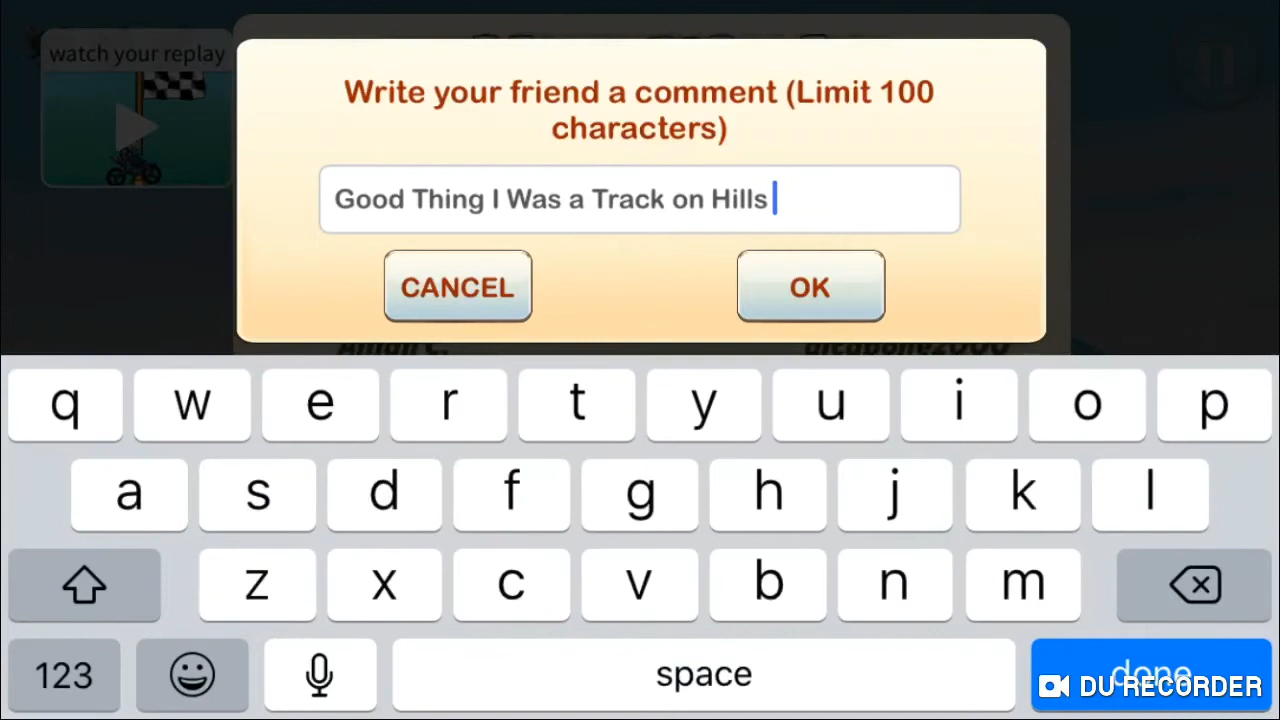 watch your replay
Write your friend a comment (Limit 100
characters)
Good Thing I Was a Track on Hills
CANCEL
OK
q w e r t y u i o p
a s d f g h j k l
z x c v b n m
123
space
done
DU RECORDER